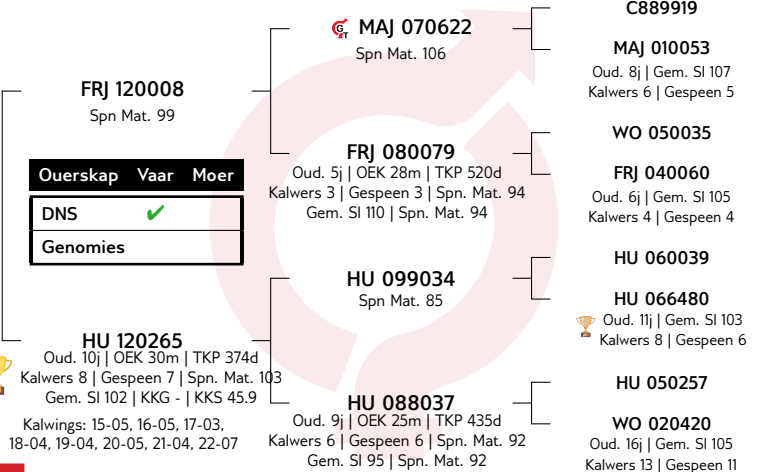 FRJ 120008
Spn Mat. 99
Ouerskap Vaar Moer
DNS ✔
Genomies
HU 120265
Oud. 10j | OEK 30m | TKP 374d
Kalwers 8 | Gespeen 7 | Spn. Mat. 103
Gem. SI 102 | KKG - | KKS 45.9
Kalwings: 15-05, 16-05, 17-03,
18-04, 19-04, 20-05, 21-04, 22-07
GT MAJ 070622
Spn Mat. 106
FRJ 080079
Oud. 5j | OEK 28m | TKP 520d
Kalwers 3 | Gespeen 3 | Spn. Mat. 94
Gem. SI 110 | Spn. Mat. 94
HU 099034
Spn Mat. 85
HU 088037
Oud. 9j | OEK 25m | TKP 435d
Kalwers 6 | Gespeen 6 | Spn. Mat. 92
Gem. SI 95 | Spn. Mat. 92
C889919
MAJ 010053
Oud. 8j | Gem. SI 107
Kalwers 6 | Gespeen 5
WO 050035
FRJ 040060
Oud. 6j | Gem. SI 105
Kalwers 4 | Gespeen 4
HU 060039
HU 066480
Oud. 11j | Gem. SI 103
Kalwers 8 | Gespeen 6
HU 050257
WO 020420
Oud. 16j | Gem. SI 105
Kalwers 13 | Gespeen 11